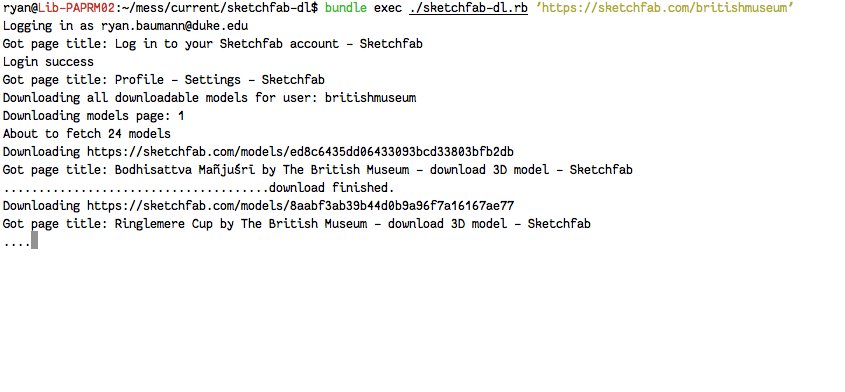 ryan@Lib-PAPRM02:~/mess/current/sketchfab-dl$ bundle exec ./sketchfab-dl.rb 'https://sketchfab.com/britishmuseum'
Logging in as ryan.baumann@duke.edu
Got page title: Log in to your Sketchfab account - Sketchfab
Login success
Got page title: Profile - Settings - Sketchfab
Downloading all downloadable models for user: britishmuseum
Downloading models page: 1
About to fetch 24 models
Downloading https://sketchfab.com/models/ed8c6435dd06433093bcd33803bfb2db
Got page title: Bodhisattva Mañjuśrī by The British Museum - download 3D model - Sketchfab
......................................download finished.
Downloading https://sketchfab.com/models/8aabf3ab39b44d0b9a96f7a16167ae77
Got page title: Ringlemere Cup by The British Museum - download 3D model - Sketchfab
....